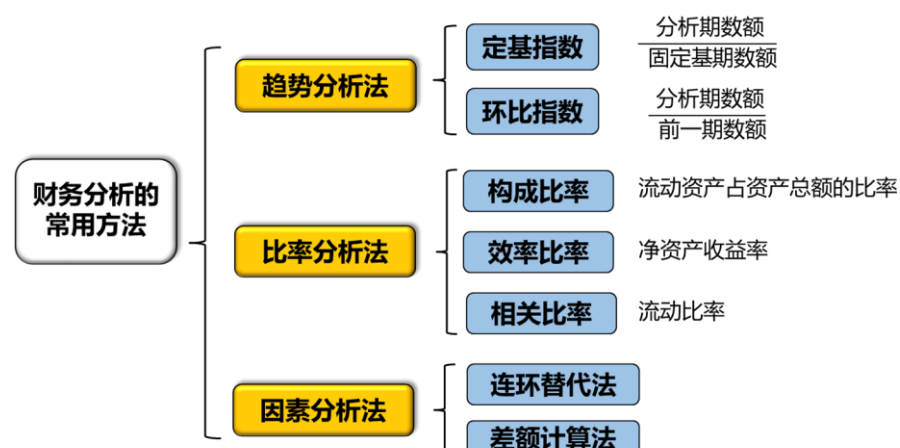 财务分析的
常用方法
趋势分析法
定基指数
分析期数额
固定基期数额
环比指数
分析期数额
前一期数额
比率分析法
构成比率
流动资产占资产总额的比率
效率比率
净资产收益率
相关比率
流动比率
因素分析法
连环替代法
差额计算法